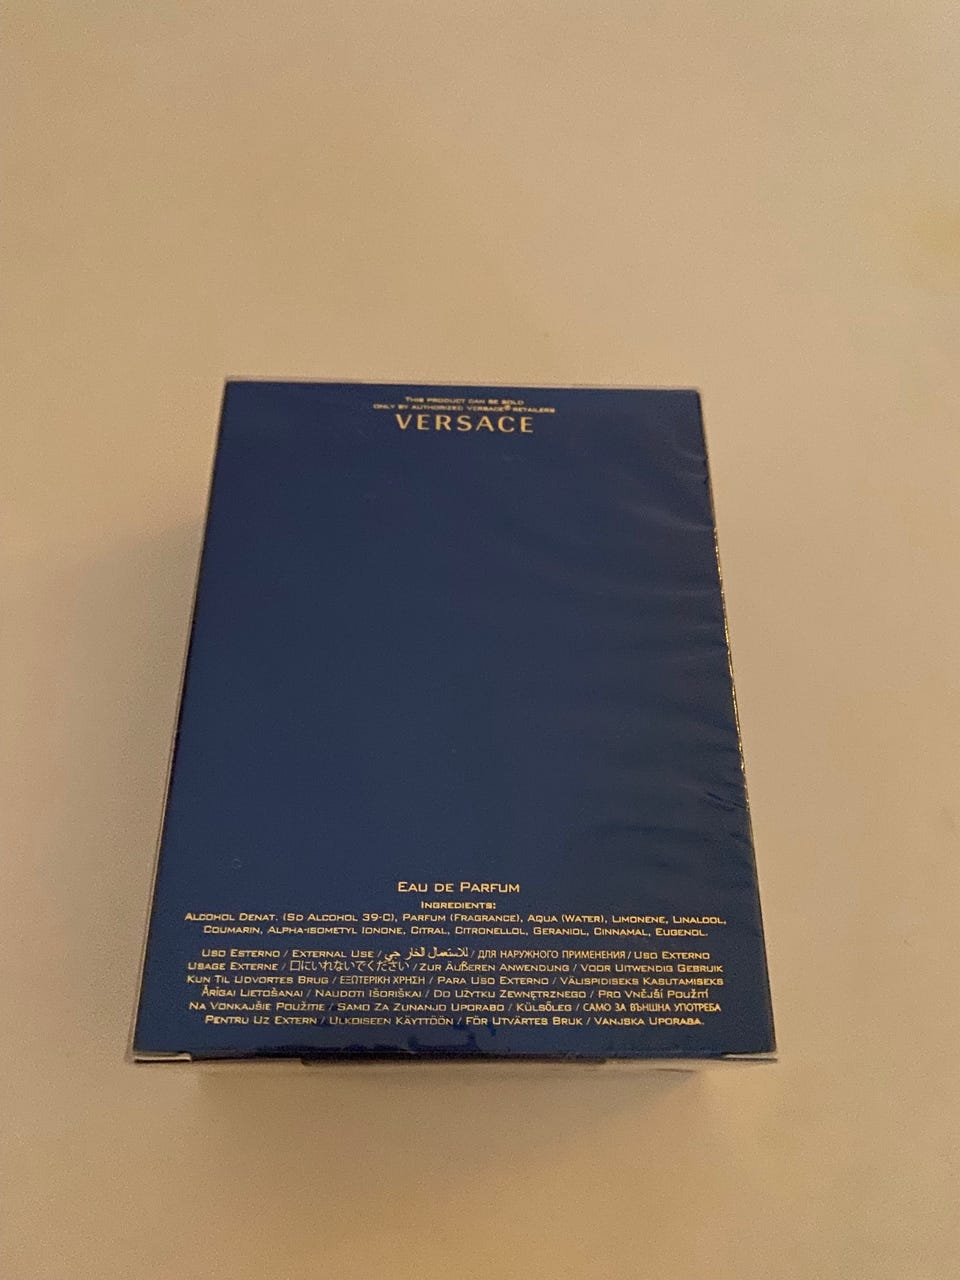 THIS PRODUCT CAN BE SOLD
ONLY BY AUTHORIZED VERSACE® RETAILERS
VERSACE
EAU DE PARFUM
INGREDIENTS:
ALCOHOL DENAT. (SD ALCOHOL 39-C), PARFUM (FRAGRANCE), AQUA (WATER), LIMONENE, LINALOOL,
COUMARIN, ALPHA-ISOMETYL IONONE, CITRAL, CITRONELLOL, GERANIOL, CINNAMAL, EUGENOL.
USO ESTERNO / EXTERNAL USE / للاستعمال الخارجي / ДЛЯ НАРУЖНОГО ПРИМЕНЕНИЯ / USO EXTERNO
USAGE EXTERNE / 口にいれないでください / ZUR ÄUßEREN ANWENDUNG / VOOR UITWENDIG GEBRUIK
KUN TIL UDVORTES BRUG / ΕΞΩΤΕΡΙΚΗ ΧΡΗΣΗ / PARA USO EXTERNO / VÄLISPIDISEKS KASUTAMISEKS
ĀRĪGAI LIETOŠANAI / NAUDOTI IŠORIŠKAI / DO UŻYTKU ZEWNĘTRZNEGO / PRO VNĚJŠÍ POUŽITÍ
NA VONKAJŠIE POUŽITIE / SAMO ZA ZUNANJO UPORABO / KÜLSŐLEG / САМО ЗА ВЪНШНА УПОТРЕБА
PENTRU UZ EXTERN / ULKOISEEN KÄYTTÖÖN / FÖR UTVÄRTES BRUK / VANJSKA UPORABA.